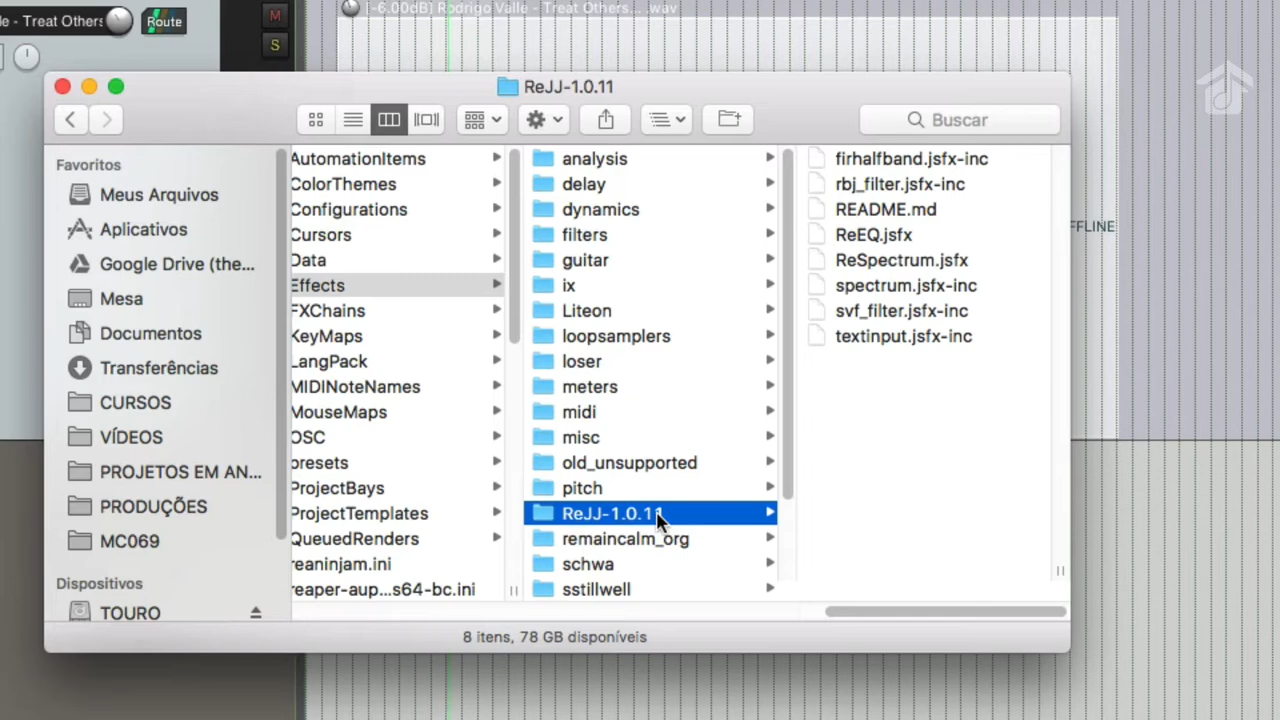 [-6.00dB] Rodrigo Valle - Treat Others... .wav
le - Treat Others
Route
M
S
ReJJ-1.0.11
Buscar
Favoritos
Meus Arquivos
Aplicativos
Google Drive (the...
Mesa
Documentos
Transferências
CURSOS
VÍDEOS
PROJETOS EM AN...
PRODUÇÕES
MC069
Dispositivos
TOURO
AutomationItems
ColorThemes
Configurations
Cursors
Data
Effects
FXChains
KeyMaps
LangPack
MIDINoteNames
MouseMaps
OSC
presets
ProjectBays
ProjectTemplates
QueuedRenders
reaninjam.ini
reaper-aup...s64-bc.ini
analysis
delay
dynamics
filters
guitar
ix
Liteon
loopsamplers
loser
meters
midi
misc
old_unsupported
pitch
ReJJ-1.0.11
remaincalm_org
schwa
sstillwell
firhalfband.jsfx-inc
rbj_filter.jsfx-inc
README.md
ReEQ.jsfx
ReSpectrum.jsfx
spectrum.jsfx-inc
svf_filter.jsfx-inc
textinput.jsfx-inc
FFLINE
8 itens, 78 GB disponíveis